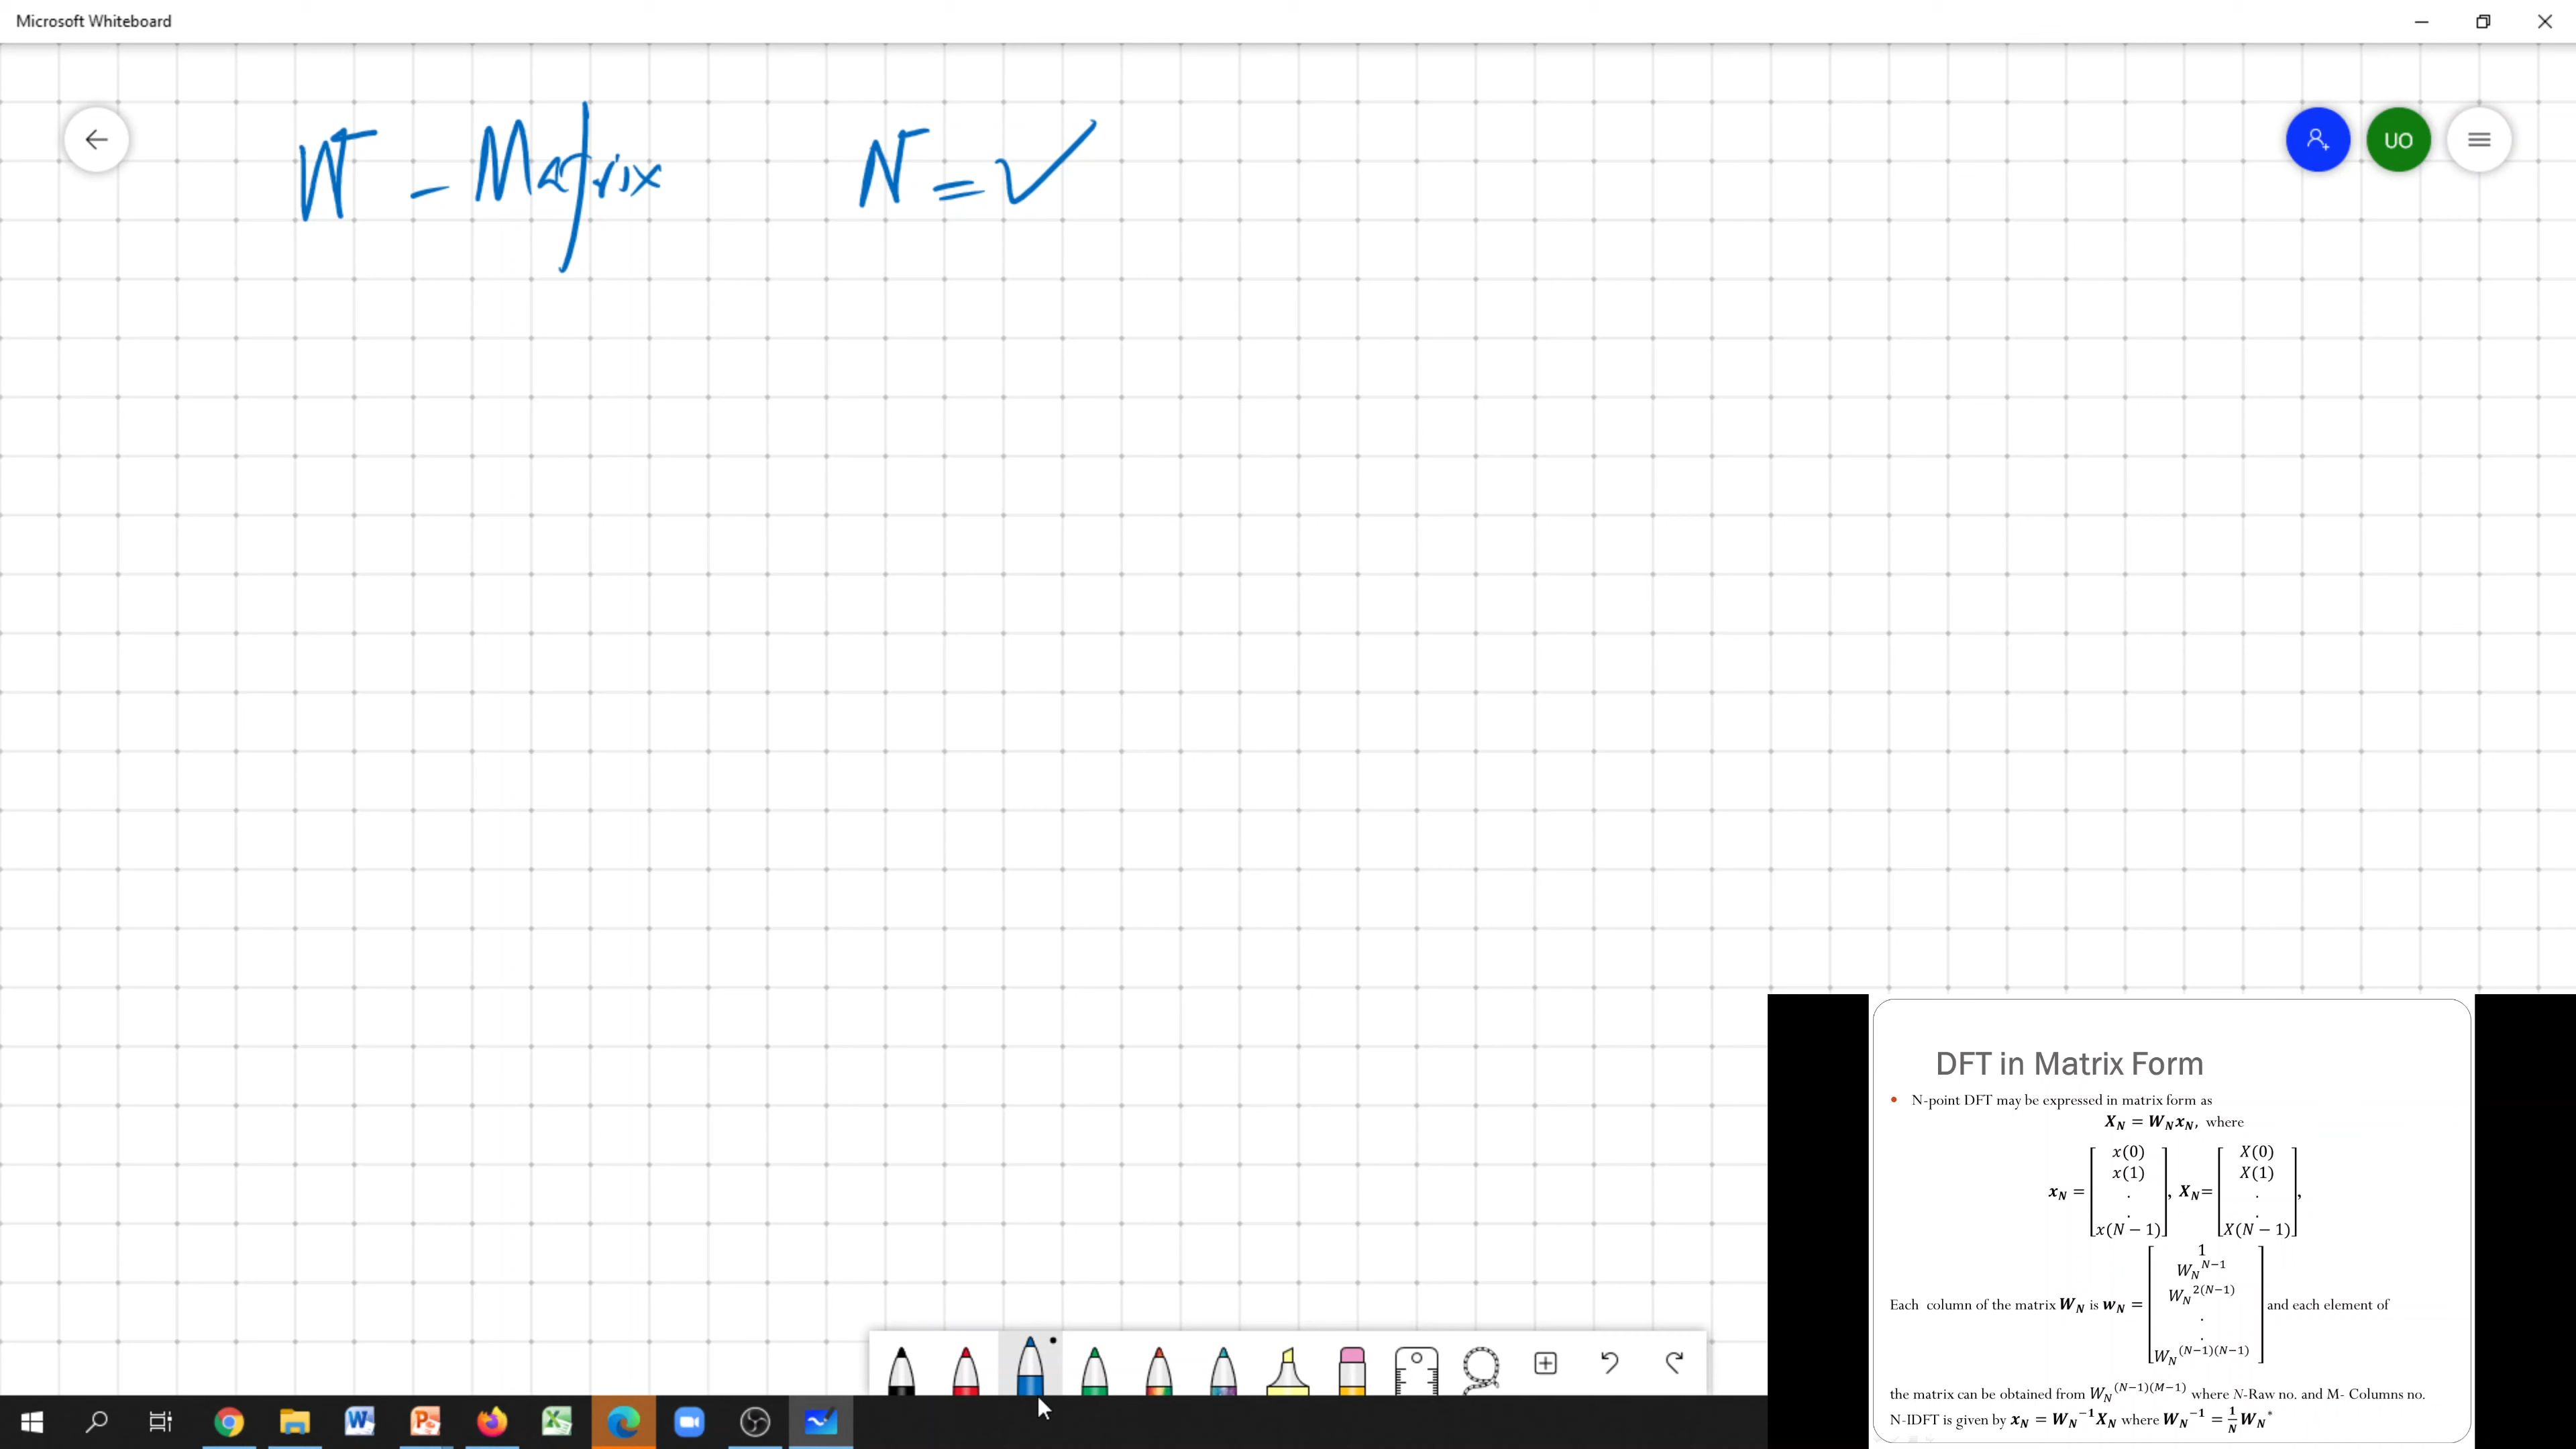 Microsoft Whiteboard
W - Matrix N = ✓
UO
DFT in Matrix Form
• N-point DFT may be expressed in matrix form as
X_N = W_N x_N, where
x_N = [x(0) x(1) . . x(N − 1)], X_N= [X(0) X(1) . . X(N − 1)],
Each column of the matrix W_N is w_N = [1 W_N^{N−1} W_N^{2(N−1)} . . W_N^{(N−1)(N−1)}] and each element of
the matrix can be obtained from W_N^{(N−1)(M−1)} where N-Raw no. and M- Columns no.
N-IDFT is given by x_N = W_N^{−1}X_N where W_N^{−1} = 1/N W_N^*